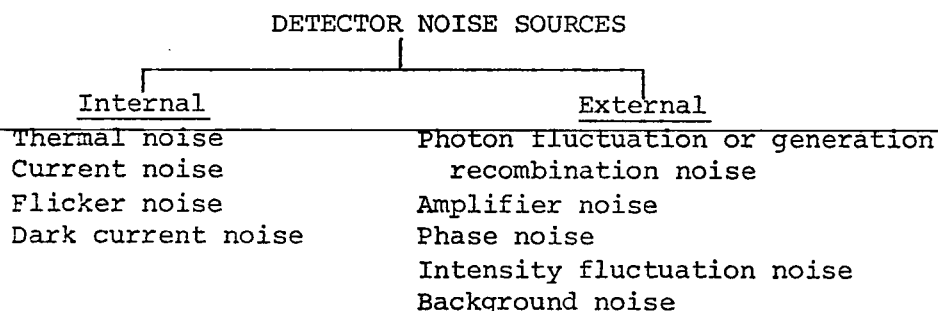 DETECTOR NOISE SOURCES
Internal
Thermal noise
Current noise
Flicker noise
Dark current noise
External
Photon fluctuation or generation
recombination noise
Amplifier noise
Phase noise
Intensity fluctuation noise
Background noise